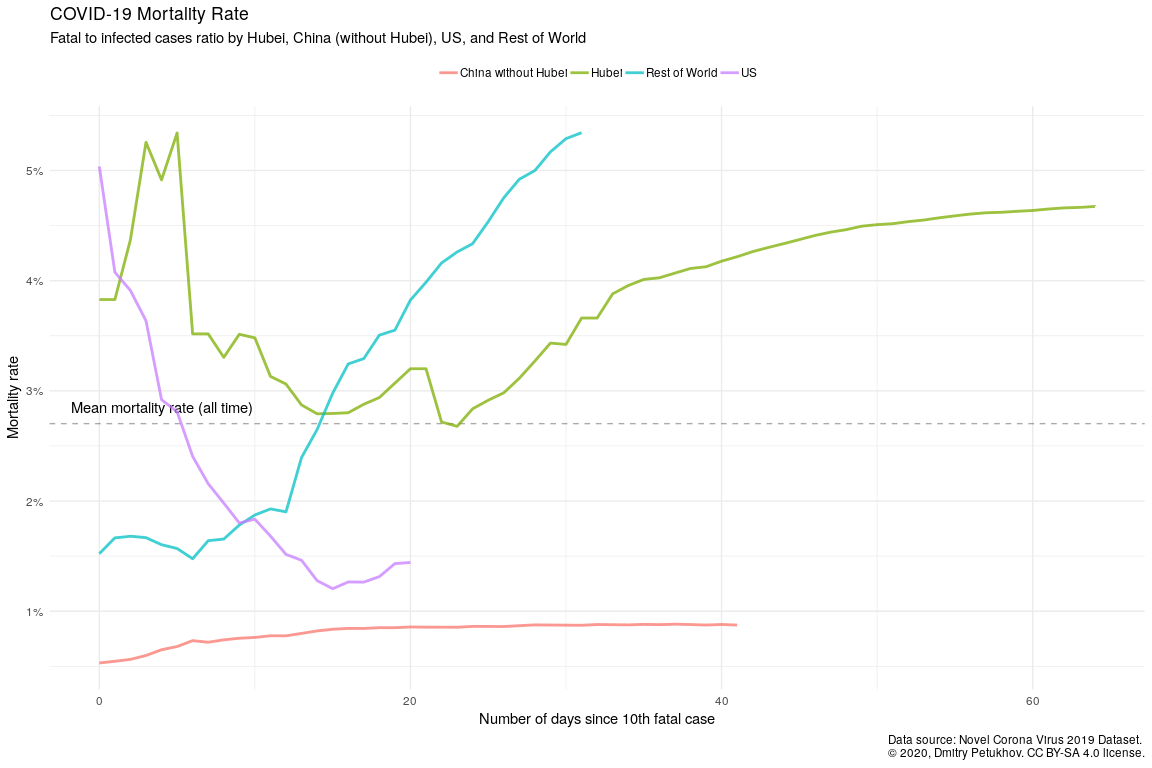 COVID-19 Mortality Rate
Fatal to infected cases ratio by Hubei, China (without Hubei), US, and Rest of World
China without Hubei Hubei Rest of World US
5%
4%
3%
2%
1%
Mortality rate
Mean mortality rate (all time)
0 20 40 60
Number of days since 10th fatal case
Data source: Novel Corona Virus 2019 Dataset.
© 2020, Dmitry Petukhov. CC BY-SA 4.0 license.